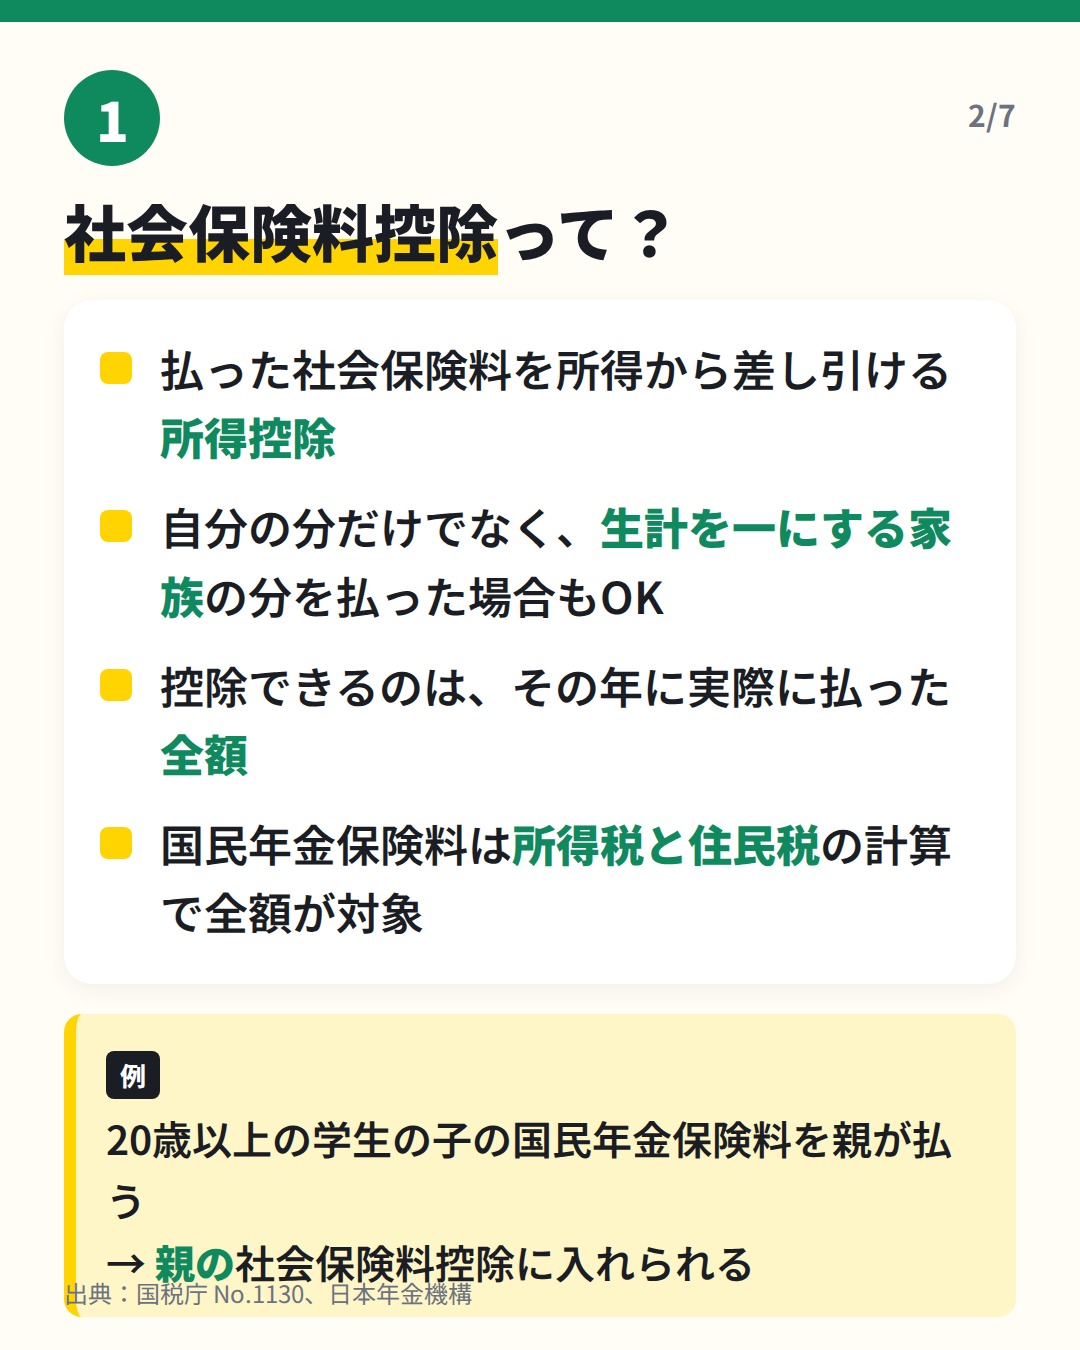 1
2/7
社会保険料控除って？
払った社会保険料を所得から差し引ける
所得控除
自分の分だけでなく、生計を一にする家
族の分を払った場合もOK
控除できるのは、その年に実際に払った
全額
国民年金保険料は所得税と住民税の計算
で全額が対象
例
20歳以上の学生の子の国民年金保険料を親が払
う
→ 親の社会保険料控除に入れられる
出典：国税庁 No.1130、日本年金機構